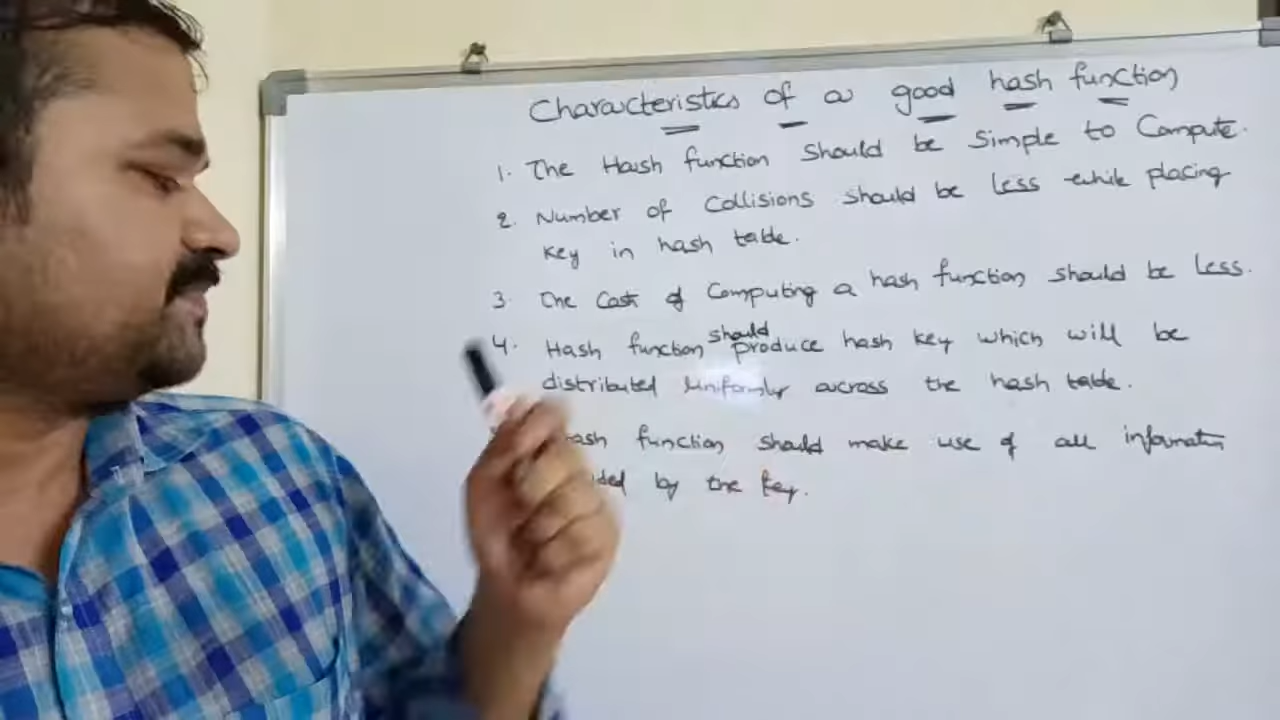 Characteristics of a good hash function
1. The Hash function should be simple to compute.
2. Number of collisions should be less while placing
key in hash table.
3. The cost of computing a hash function should be less.
4. Hash function should produce hash key which will be
distributed uniformly across the hash table.
function should make use of all information
by the key.